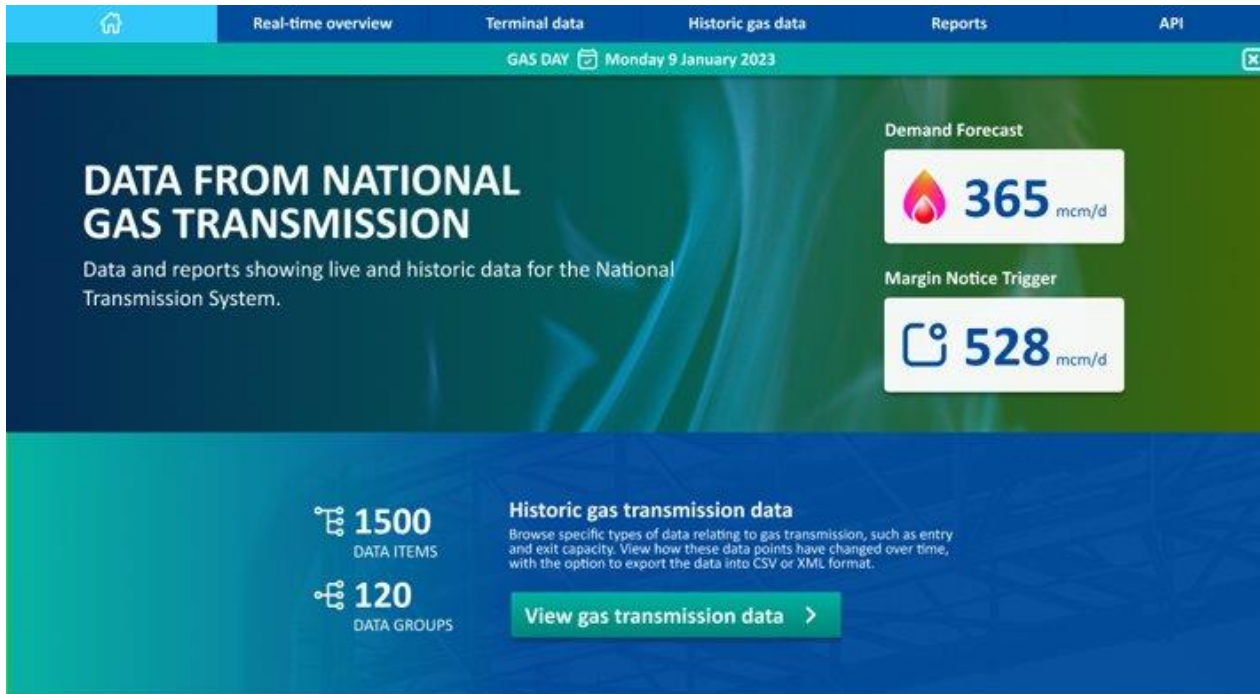 Real-time overview
Terminal data
Historic gas data
Reports
API
GAS DAY Monday 9 January 2023
DATA FROM NATIONAL
GAS TRANSMISSION
Data and reports showing live and historic data for the National
Transmission System.
Demand Forecast
365 mcm/d
Margin Notice Trigger
528 mcm/d
1500
DATA ITEMS
120
DATA GROUPS
Historic gas transmission data
Browse specific types of data relating to gas transmission, such as entry
and exit capacity. View how these data points have changed over time,
with the option to export the data into CSV or XML format.
View gas transmission data